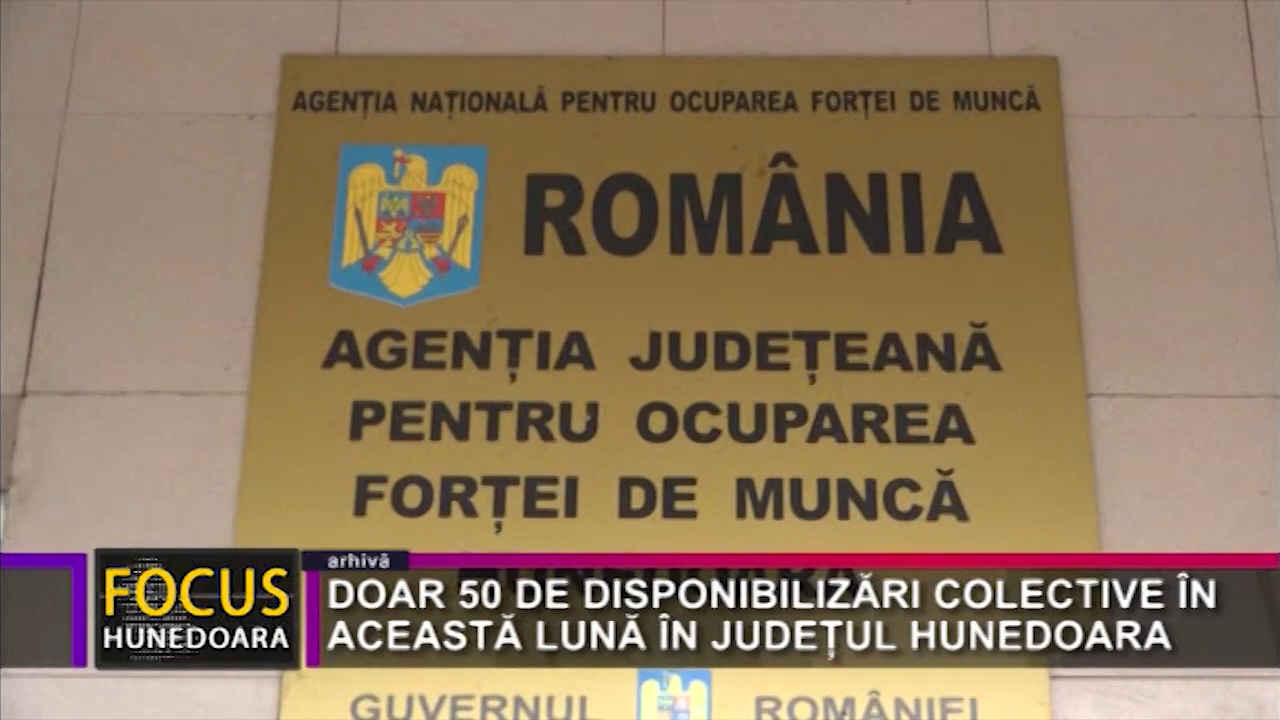 AGENȚIA NAȚIONALĂ PENTRU OCUPAREA FORȚEI DE MUNCĂ
ROMÂNIA
AGENȚIA JUDEȚEANĂ
PENTRU OCUPAREA
FORȚEI DE MUNCĂ
arhivă
FOCUS
HUNEDOARA
DOAR 50 DE DISPONIBILIZĂRI COLECTIVE ÎN
ACEASTĂ LUNĂ ÎN JUDEȚUL HUNEDOARA
GUVERNUL ROMÂNIEI